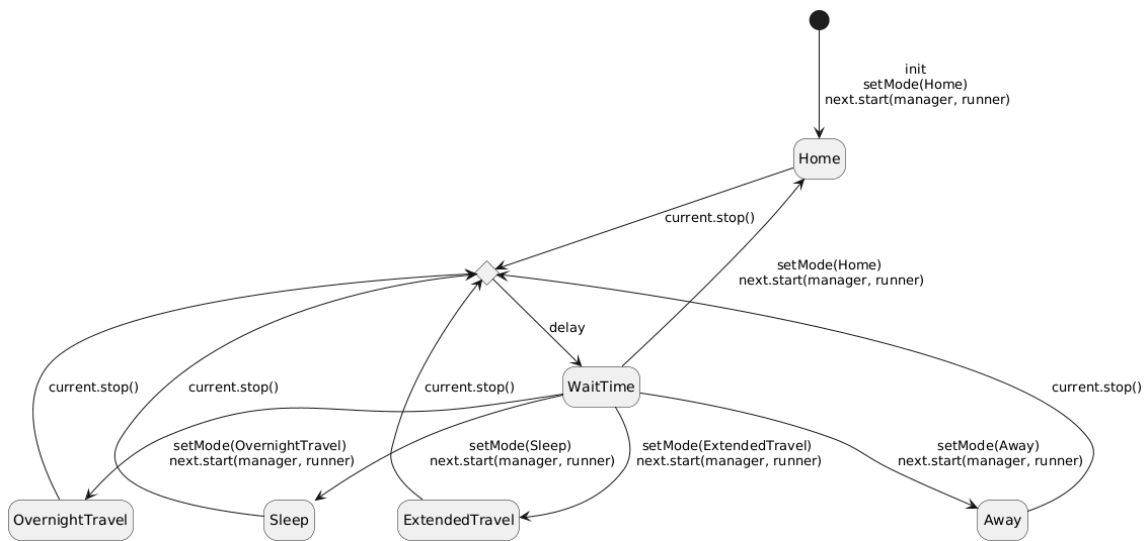 init
setMode(Home)
next.start(manager, runner)
Home
current.stop()
setMode(Home)
next.start(manager, runner)
delay
WaitTime
current.stop()
current.stop()
current.stop()
current.stop()
setMode(OvernightTravel)
next.start(manager, runner)
setMode(Sleep)
next.start(manager, runner)
setMode(ExtendedTravel)
next.start(manager, runner)
setMode(Away)
next.start(manager, runner)
OvernightTravel
Sleep
ExtendedTravel
Away